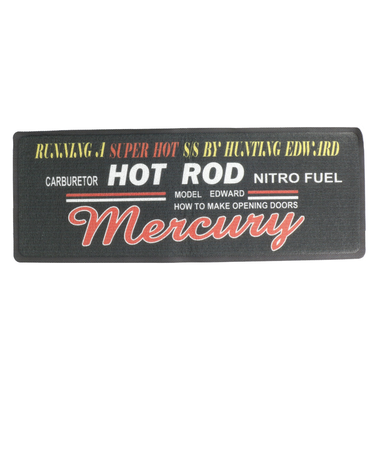 RUNNING A SUPER HOT $/$ BY HUNTING EDWARD
CARBURETOR HOT ROD NITRO FUEL
MODEL EDWARD
HOW TO MAKE OPENING DOORS
Mercury